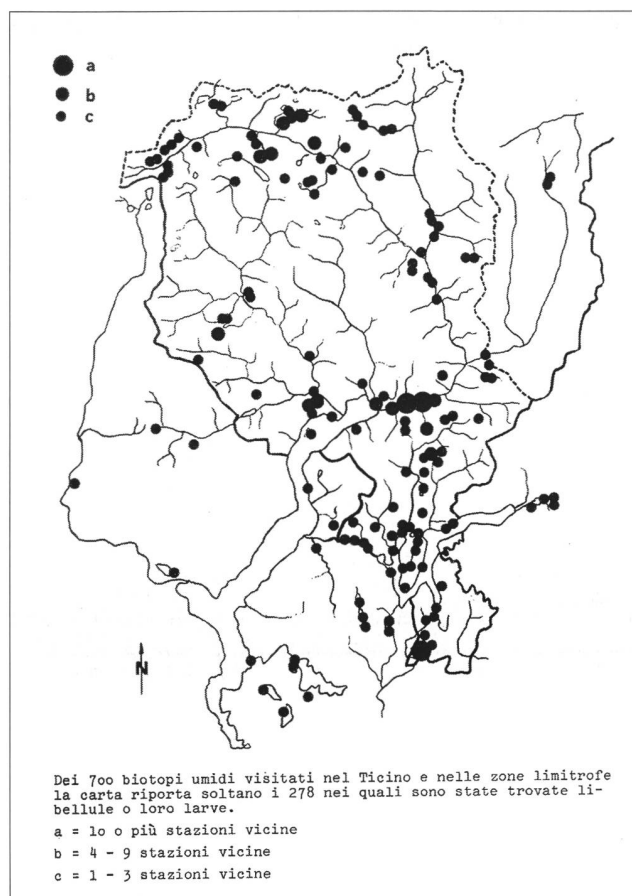 a
b
c
N
Dei 7oo biotopi umidi visitati nel Ticino e nelle zone limitrofe
la carta riporta soltano i 278 nei quali sono state trovate li-
bellule o loro larve.
a = 1o o più stazioni vicine
b = 4 - 9 stazioni vicine
c = 1 - 3 stazioni vicine